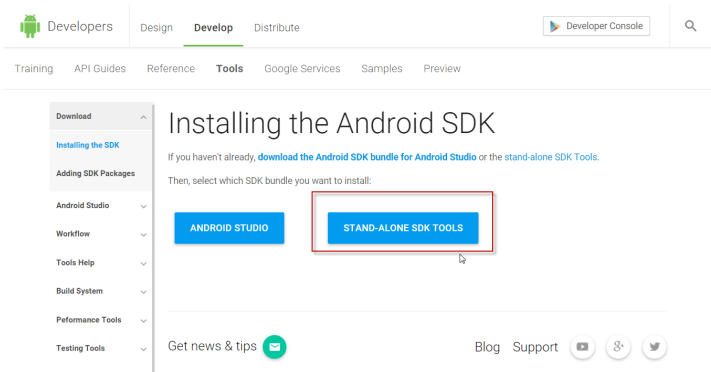 Developers
Design Develop Distribute
Developer Console
Training API Guides Reference Tools Google Services Samples Preview
Download
Installing the SDK
Adding SDK Packages
Android Studio
Workflow
Tools Help
Build System
Peformance Tools
Testing Tools
Installing the Android SDK
If you haven't already, download the Android SDK bundle for Android Studio or the stand-alone SDK Tools.
Then, select which SDK bundle you want to install:
ANDROID STUDIO
STAND-ALONE SDK TOOLS
Get news & tips
Blog Support